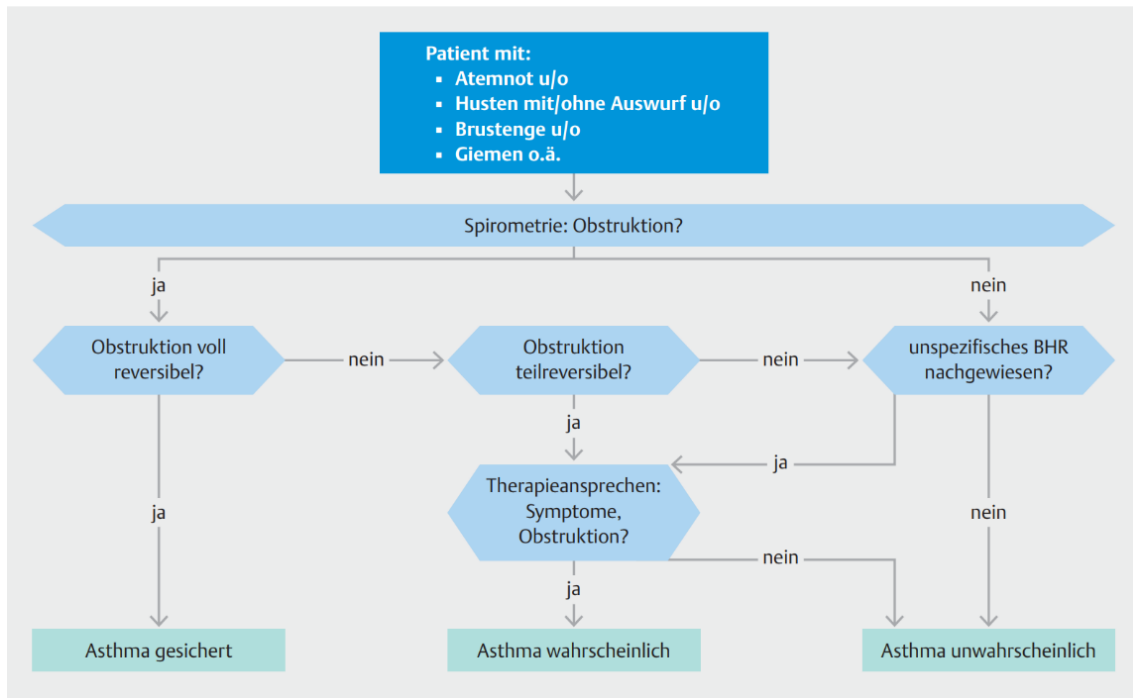 Patient mit:
▪ Atemnot u/o
▪ Husten mit/ohne Auswurf u/o
▪ Brustenge u/o
▪ Giemen o.ä.
Spirometrie: Obstruktion?
ja
nein
Obstruktion voll
reversibel?
nein
Obstruktion
teilreversibel?
nein
unspezifisches BHR
nachgewiesen?
ja
ja
Therapieansprechen:
Symptome,
Obstruktion?
ja
nein
nein
ja
Asthma gesichert
Asthma wahrscheinlich
Asthma unwahrscheinlich